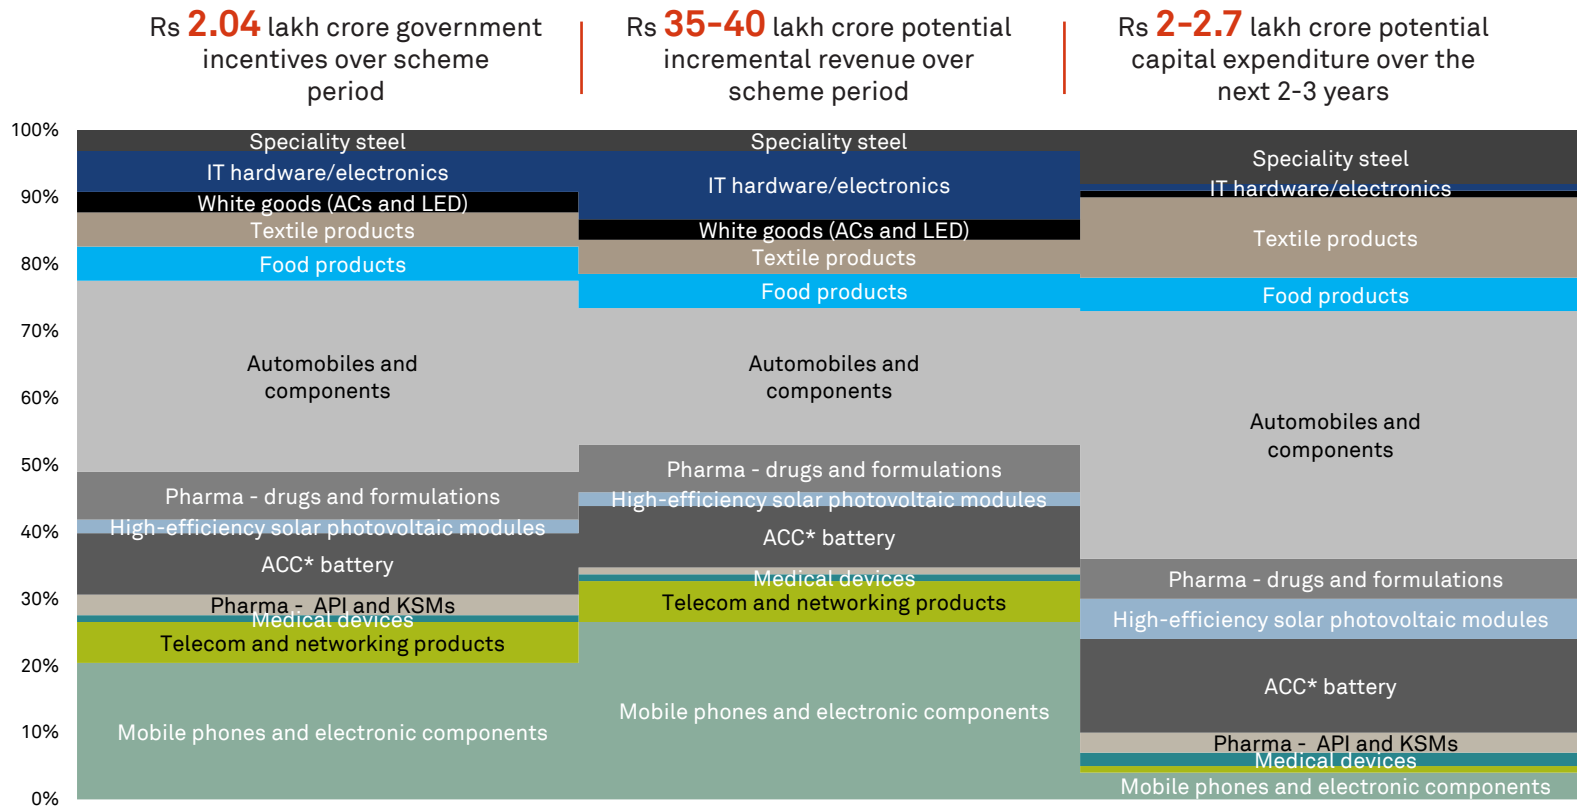 Rs 2.04 lakh crore government
incentives over scheme
period
Rs 35-40 lakh crore potential
incremental revenue over
scheme period
Rs 2-2.7 lakh crore potential
capital expenditure over the
next 2-3 years
100%
90%
80%
70%
60%
50%
40%
30%
20%
10%
0%
Speciality steel
IT hardware/electronics
White goods (ACs and LED)
Textile products
Food products
Automobiles and
components
Pharma - drugs and formulations
High-efficiency solar photovoltaic modules
ACC* battery
Pharma - API and KSMs
Medical devices
Telecom and networking products
Mobile phones and electronic components
Speciality steel
IT hardware/electronics
White goods (ACs and LED)
Textile products
Food products
Automobiles and
components
Pharma - drugs and formulations
High-efficiency solar photovoltaic modules
ACC* battery
Medical devices
Telecom and networking products
Mobile phones and electronic components
Speciality steel
IT hardware/electronics
Textile products
Food products
Automobiles and
components
Pharma - drugs and formulations
High-efficiency solar photovoltaic modules
ACC* battery
Pharma - API and KSMs
Medical devices
Mobile phones and electronic components